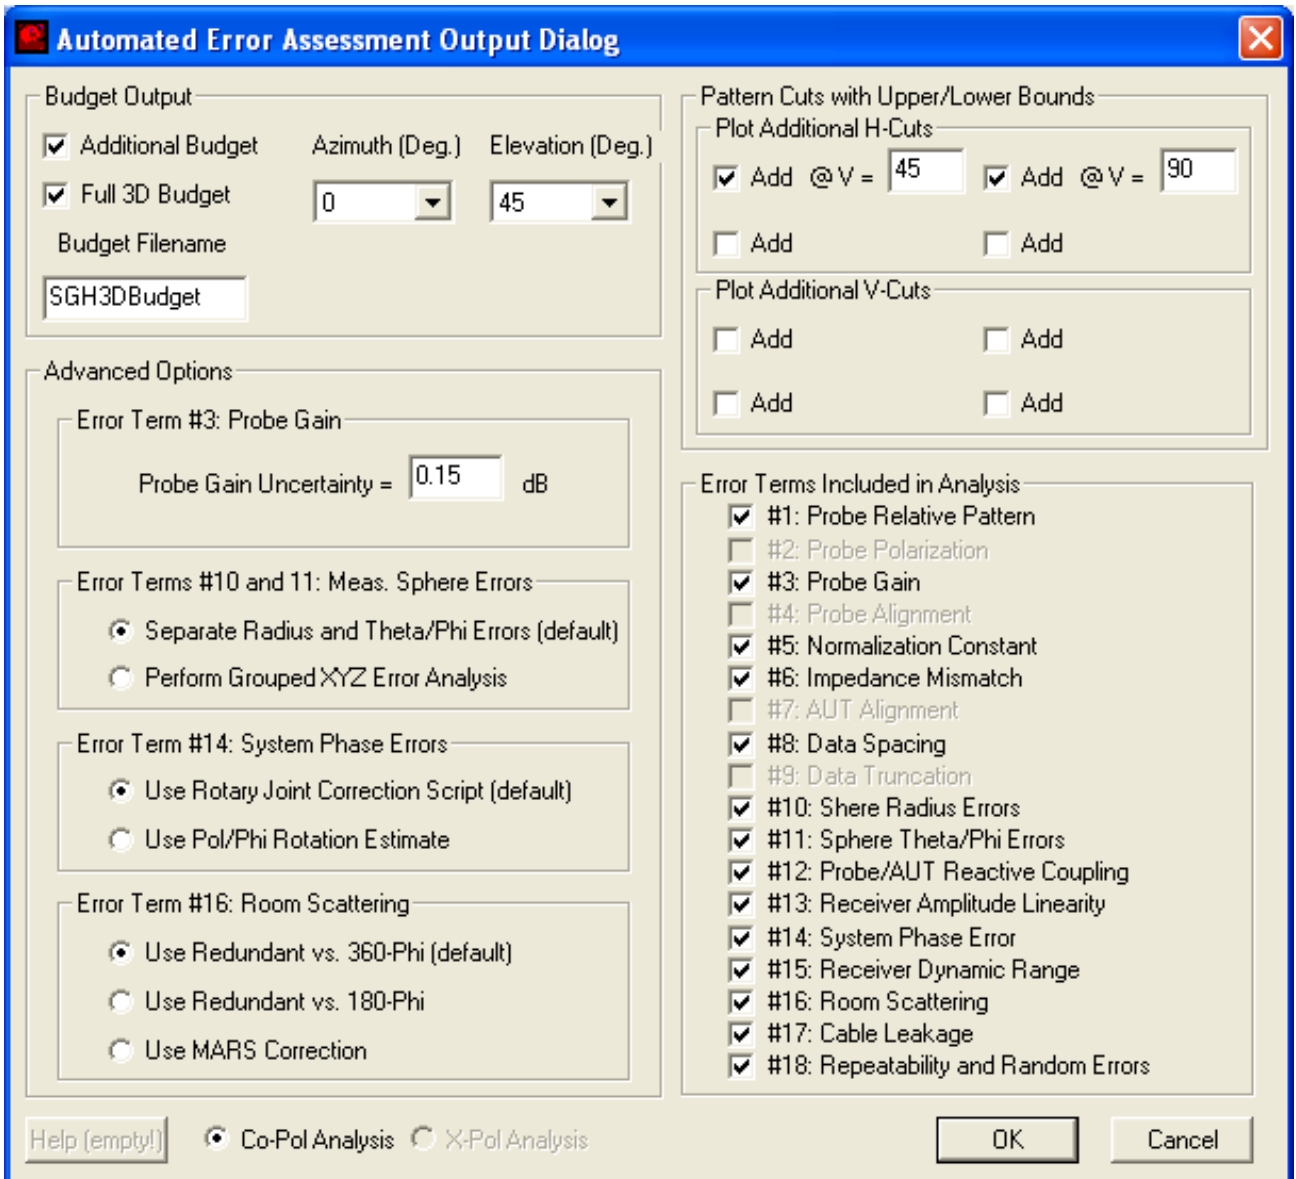 Automated Error Assessment Output Dialog
Budget Output
Additional Budget
Azimuth (Deg.)
Elevation (Deg.)
Full 3D Budget
0
45
Budget Filename
SGH3DBudget
Advanced Options
Error Term #3: Probe Gain
Probe Gain Uncertainty = 0.15 dB
Error Terms #10 and 11: Meas. Sphere Errors
Separate Radius and Theta/Phi Errors (default)
Perform Grouped XYZ Error Analysis
Error Term #14: System Phase Errors
Use Rotary Joint Correction Script (default)
Use Pol/Phi Rotation Estimate
Error Term #16: Room Scattering
Use Redundant vs. 360-Phi (default)
Use Redundant vs. 180-Phi
Use MARS Correction
Pattern Cuts with Upper/Lower Bounds
Plot Additional H-Cuts
Add @ V = 45
Add @ V = 90
Add
Add
Plot Additional V-Cuts
Add
Add
Add
Add
Error Terms Included in Analysis
#1: Probe Relative Pattern
#2: Probe Polarization
#3: Probe Gain
#4: Probe Alignment
#5: Normalization Constant
#6: Impedance Mismatch
#7: AUT Alignment
#8: Data Spacing
#9: Data Truncation
#10: Shere Radius Errors
#11: Sphere Theta/Phi Errors
#12: Probe/AUT Reactive Coupling
#13: Receiver Amplitude Linearity
#14: System Phase Error
#15: Receiver Dynamic Range
#16: Room Scattering
#17: Cable Leakage
#18: Repeatability and Random Errors
Help (empty!)
Co-Pol Analysis
X-Pol Analysis
OK
Cancel